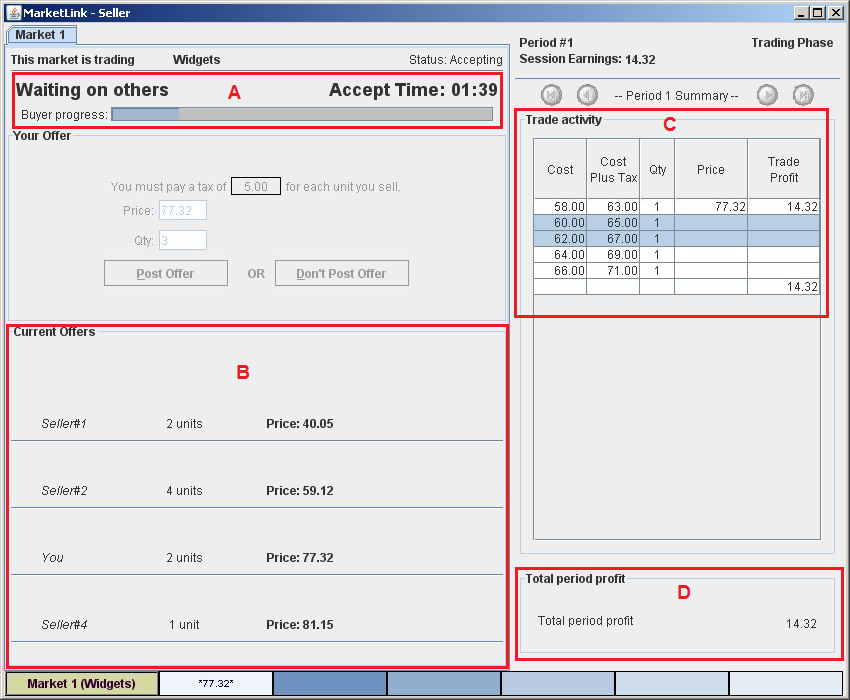 MarketLink - Seller
Market 1
This market is trading Widgets Status: Accepting
Waiting on others A Accept Time: 01:39
Buyer progress:
Your Offer
You must pay a tax of 5.00 for each unit you sell.
Price: 77.32
Qty: 3
Post Offer OR Don't Post Offer
Current Offers
B
Seller#1 2 units Price: 40.05
Seller#2 4 units Price: 59.12
You 2 units Price: 77.32
Seller#4 1 unit Price: 81.15
Period #1 Trading Phase
Session Earnings: 14.32
-- Period 1 Summary --
Trade activity C
Cost Cost Plus Tax Qty Price Trade Profit
58.00 63.00 1 77.32 14.32
60.00 65.00 1
62.00 67.00 1
64.00 69.00 1
66.00 71.00 1
14.32
Total period profit
D
Total period profit 14.32
Market 1 (Widgets) *77.32*